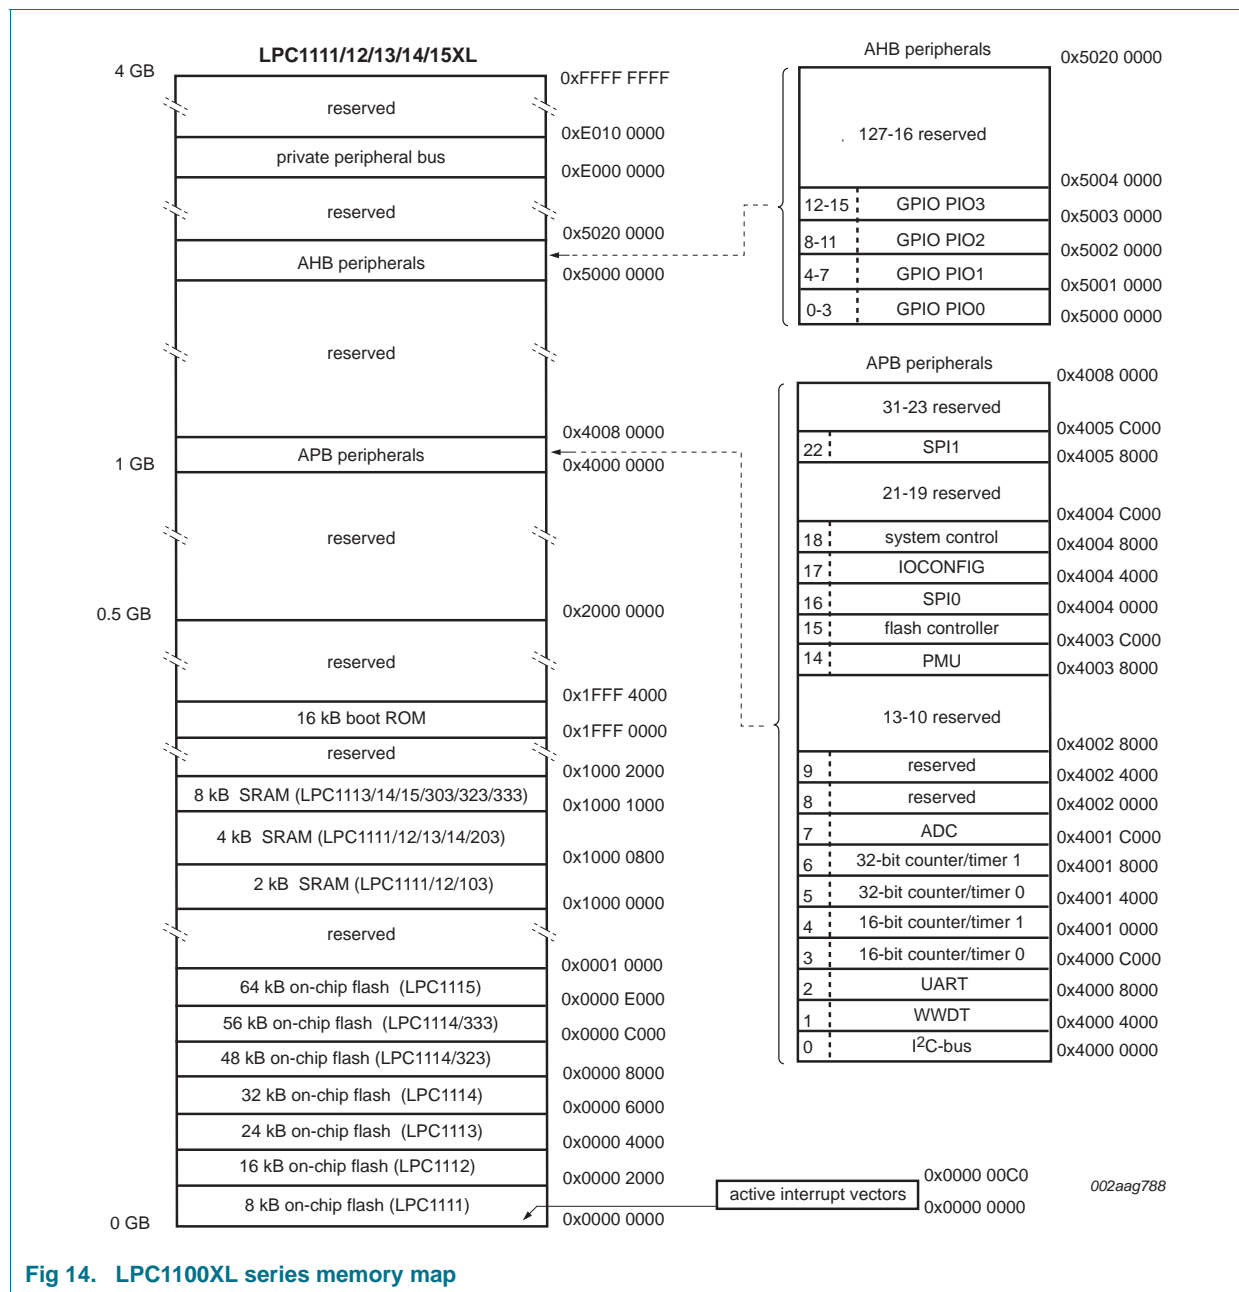 LPC1111/12/13/14/15XL
4 GB
0xFFFF FFFF
reserved
0xE010 0000
private peripheral bus
0xE000 0000
reserved
0x5020 0000
AHB peripherals
0x5000 0000
reserved
0x4008 0000
APB peripherals
1 GB
0x4000 0000
reserved
0.5 GB
0x2000 0000
reserved
0x1FFF 4000
16 kB boot ROM
0x1FFF 0000
reserved
0x1000 2000
8 kB SRAM (LPC1113/14/15/303/323/333)
0x1000 1000
4 kB SRAM (LPC1111/12/13/14/203)
0x1000 0800
2 kB SRAM (LPC1111/12/103)
0x1000 0000
reserved
0x0001 0000
64 kB on-chip flash (LPC1115)
0x0000 E000
56 kB on-chip flash (LPC1114/333)
0x0000 C000
48 kB on-chip flash (LPC1114/323)
0x0000 8000
32 kB on-chip flash (LPC1114)
0x0000 6000
24 kB on-chip flash (LPC1113)
0x0000 4000
16 kB on-chip flash (LPC1112)
0x0000 2000
8 kB on-chip flash (LPC1111)
0 GB
0x0000 0000
AHB peripherals
0x5020 0000
127-16 reserved
0x5004 0000
12-15 GPIO PIO3
0x5003 0000
8-11 GPIO PIO2
0x5002 0000
4-7 GPIO PIO1
0x5001 0000
0-3 GPIO PIO0
0x5000 0000
APB peripherals
0x4008 0000
31-23 reserved
0x4005 C000
22 SPI1
0x4005 8000
21-19 reserved
0x4004 C000
18 system control
0x4004 8000
17 IOCONFIG
0x4004 4000
16 SPI0
0x4004 0000
15 flash controller
0x4003 C000
14 PMU
0x4003 8000
13-10 reserved
0x4002 8000
9 reserved
0x4002 4000
8 reserved
0x4002 0000
7 ADC
0x4001 C000
6 32-bit counter/timer 1
0x4001 8000
5 32-bit counter/timer 0
0x4001 4000
4 16-bit counter/timer 1
0x4001 0000
3 16-bit counter/timer 0
0x4000 C000
2 UART
0x4000 8000
1 WWDT
0x4000 4000
0 I2C-bus
0x4000 0000
0x0000 00C0
active interrupt vectors
0x0000 0000
002aag788
Fig 14. LPC1100XL series memory map